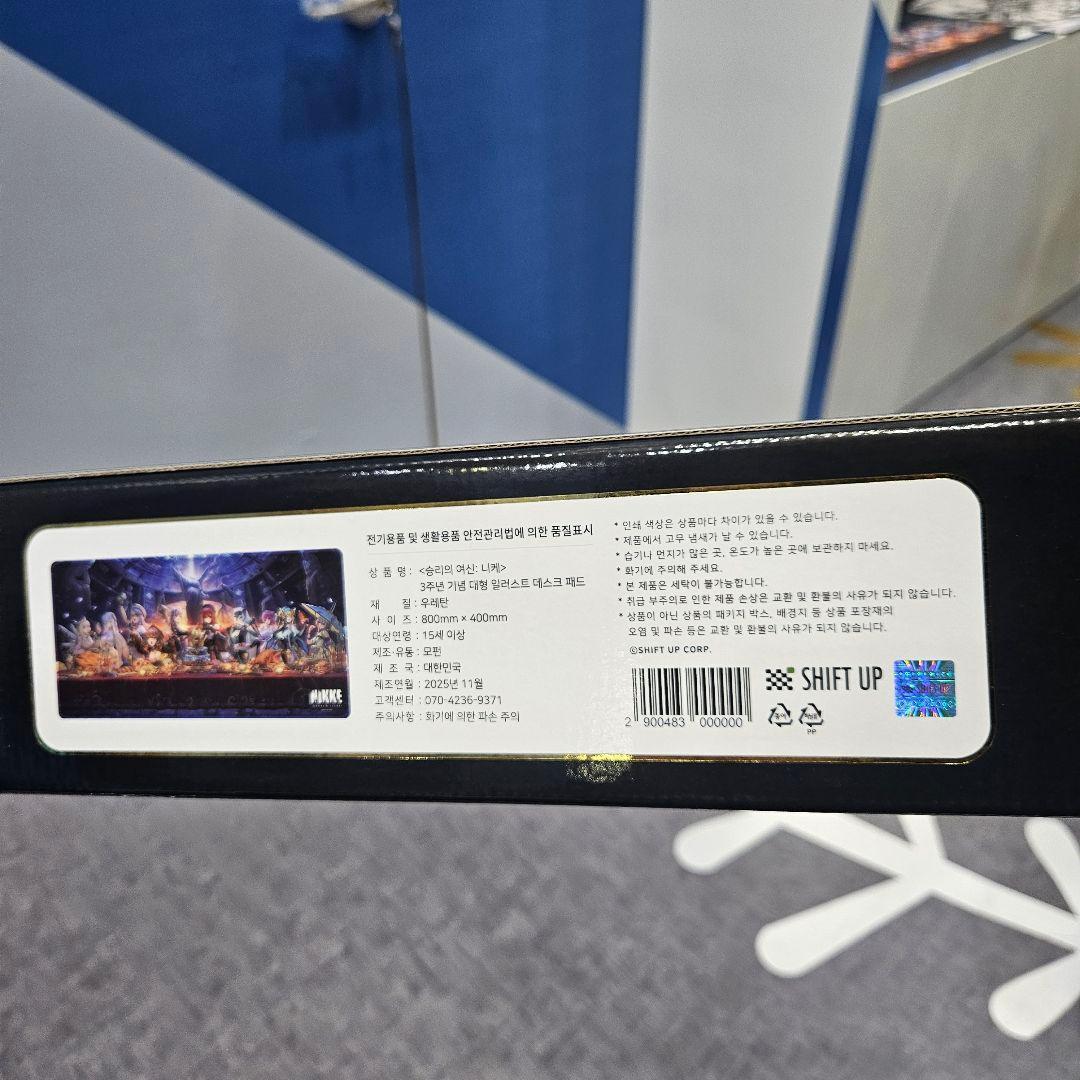 전기용품 및 생활용품 안전관리법에 의한 품질표시
상 품 명 : <승리의 여신: 니케>
3주년 기념 대형 일러스트 데스크 패드
재 질 : 우레탄
사 이 즈 : 800mm × 400mm
대상연령 : 15세 이상
제조·유통 : 모펀
제 조 국 : 대한민국
제조연월 : 2025년 11월
고객센터 : 070-4236-9371
주의사항 : 화기에 의한 파손 주의
NIKKE
* 인쇄 색상은 상품마다 차이가 있을 수 있습니다.
* 제품에서 고무 냄새가 날 수 있습니다.
* 습기나 먼지가 많은 곳, 온도가 높은 곳에 보관하지 마세요.
* 화기에 주의해 주세요.
* 본 제품은 세탁이 불가능합니다.
* 취급 부주의로 인한 제품 손상은 교환 및 환불의 사유가 되지 않습니다.
* 상품이 아닌 상품의 패키지 박스, 배경지 등 상품 포장재의
오염 및 파손 등은 교환 및 환불의 사유가 되지 않습니다.
©SHIFT UP CORP.
2 900483 000000
SHIFT UP
SHIFT UP
종이
PP